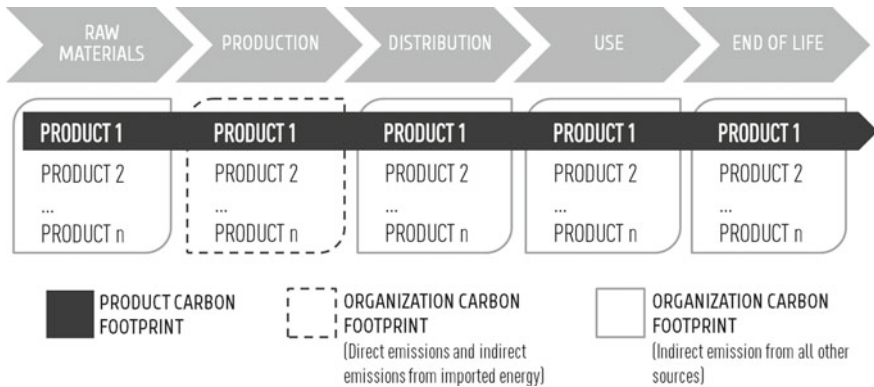 RAW
MATERIALS
PRODUCTION
DISTRIBUTION
USE
END OF LIFE
PRODUCT 1
PRODUCT 1
PRODUCT 1
PRODUCT 1
PRODUCT 1
PRODUCT 2
PRODUCT 2
PRODUCT 2
PRODUCT 2
PRODUCT 2
...
...
...
...
...
PRODUCT n
PRODUCT n
PRODUCT n
PRODUCT n
PRODUCT n
PRODUCT CARBON
FOOTPRINT
ORGANIZATION CARBON
FOOTPRINT
(Direct emissions and indirect
emissions from imported energy)
ORGANIZATION CARBON
FOOTPRINT
(Indirect emission from all other
sources)